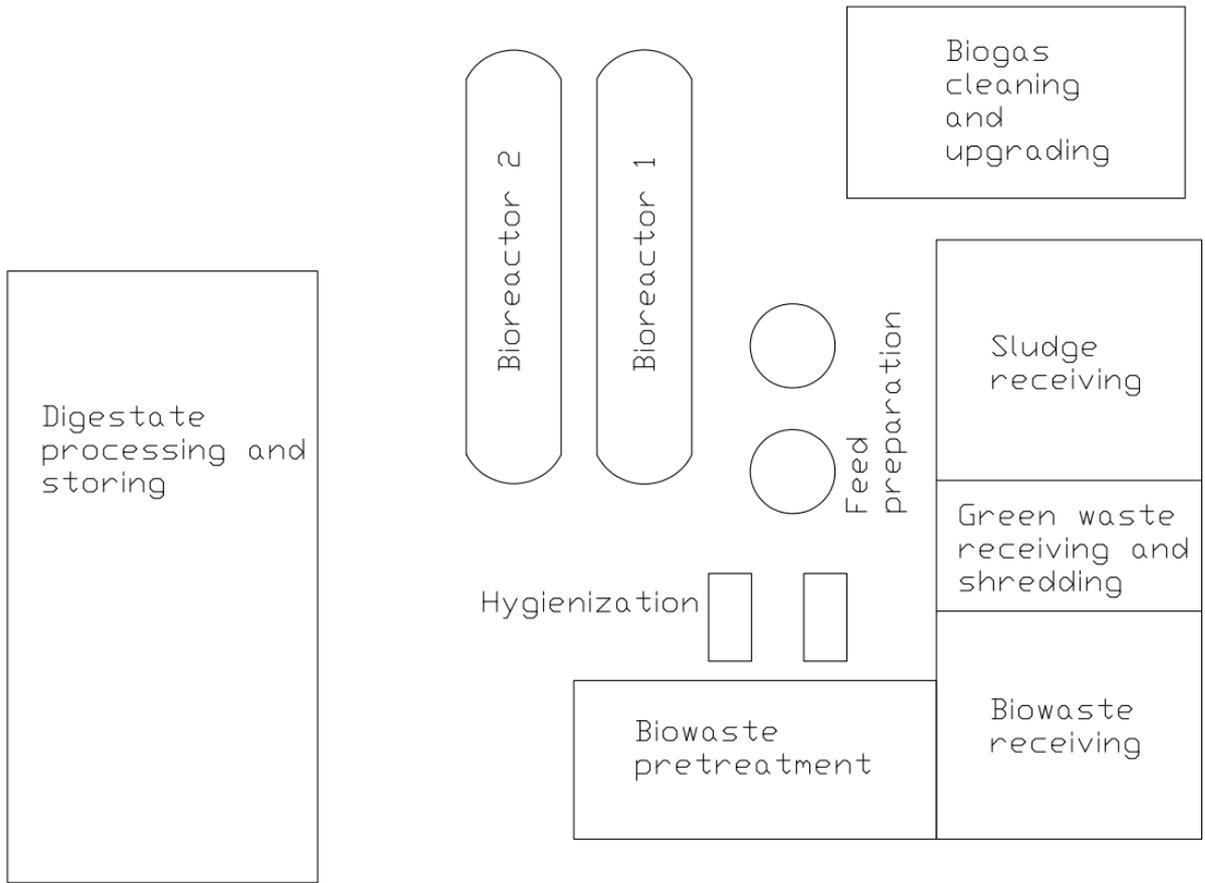 Biogas
cleaning
and
upgrading
Bioreactor 2
Bioreactor 1
Sludge
receiving
Digestate
processing and
storing
Feed
preparation
Green waste
receiving and
shredding
Hygienization
Biowaste
pretreatment
Biowaste
receiving